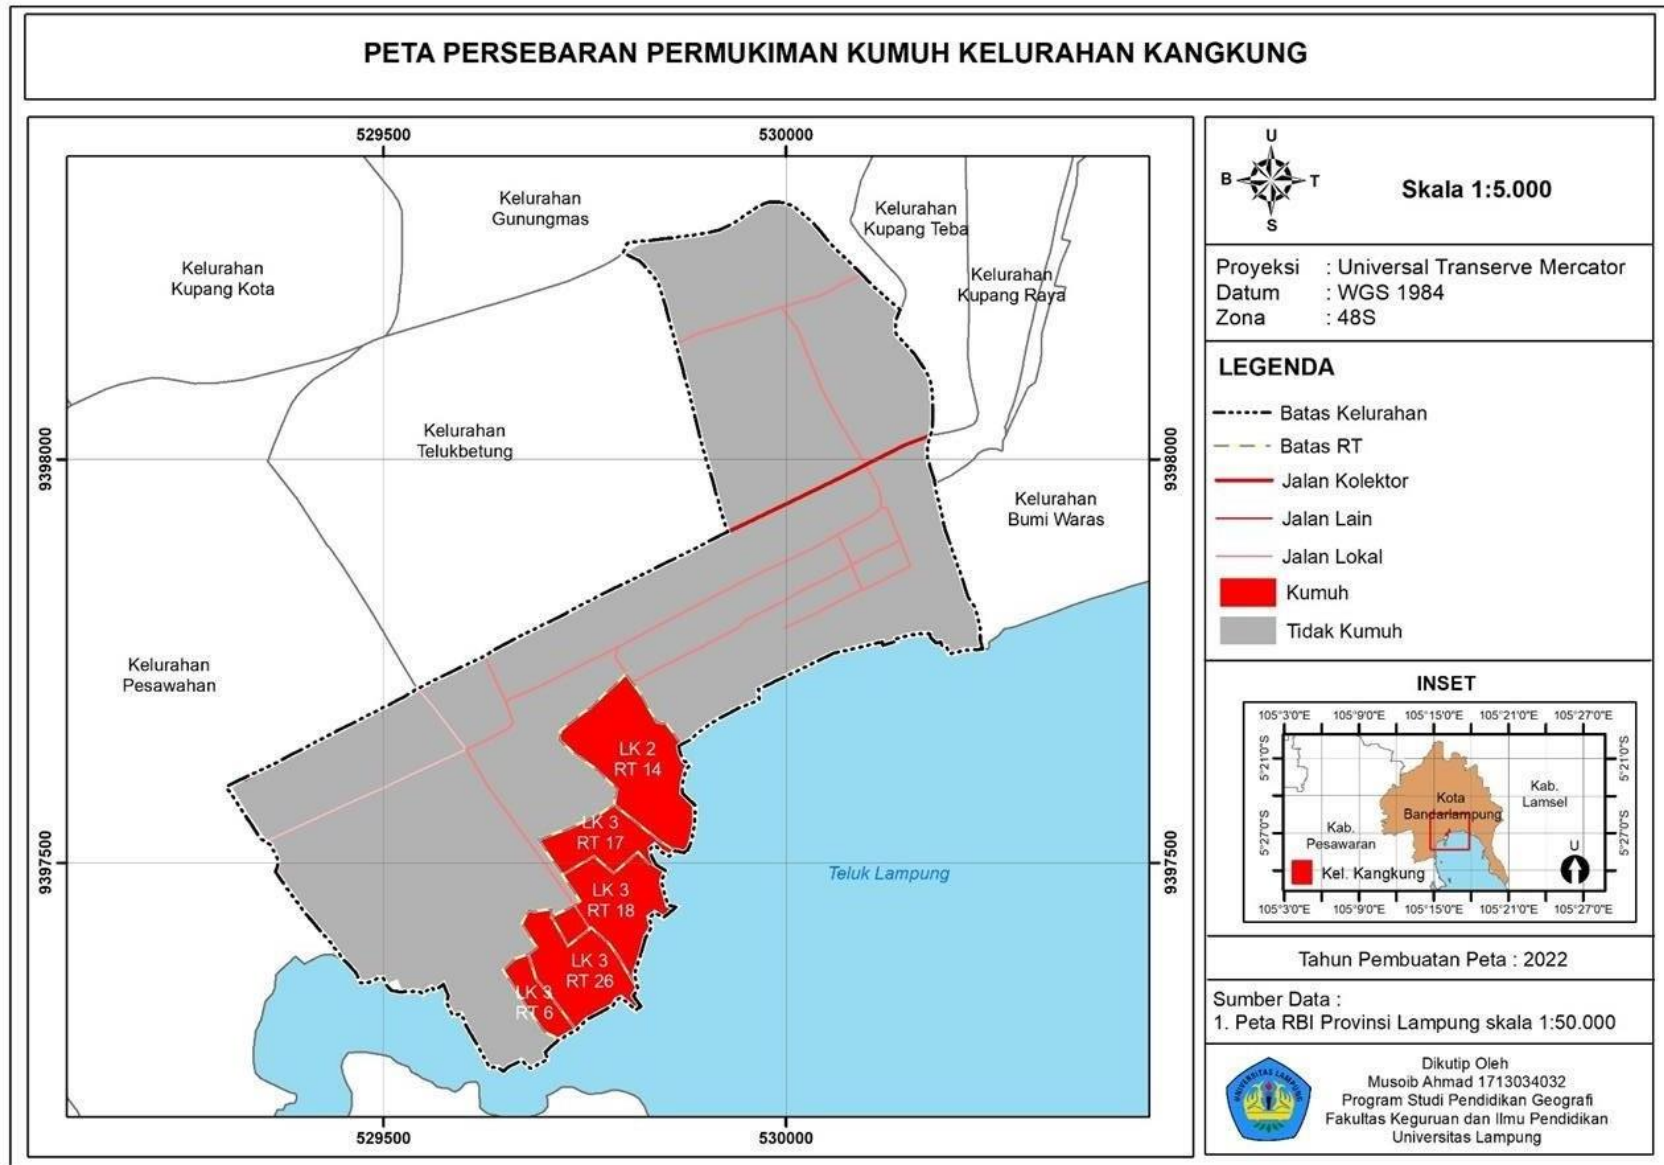 PETA PERSEBARAN PERMUKIMAN KUMUH KELURAHAN KANGKUNG
529500
530000
Kelurahan
Gunungmas
Kelurahan
Kupang Teba
Kelurahan
Kupang Kota
Kelurahan
Kupang Raya
Kelurahan
Telukbetung
9398000
9398000
Kelurahan
Bumi Waras
Kelurahan
Pesawahan
LK 2
RT 14
LK 3
RT 17
9397500
9397500
Teluk Lampung
LK 3
RT 18
LK 3
RT 26
LK 3
RT 6
529500
530000
U
B
T
S
Skala 1:5.000
Proyeksi : Universal Transerve Mercator
Datum : WGS 1984
Zona : 48S
LEGENDA
Batas Kelurahan
Batas RT
Jalan Kolektor
Jalan Lain
Jalan Lokal
Kumuh
Tidak Kumuh
INSET
105°3'0"E 105°9'0"E 105°15'0"E 105°21'0"E 105°27'0"E
5°21'0"S
5°21'0"S
Kota
Bandarlampung
Kab.
Lamsel
Kab.
Pesawaran
5°27'0"S
5°27'0"S
U
Kel. Kangkung
105°3'0"E 105°9'0"E 105°15'0"E 105°21'0"E 105°27'0"E
Tahun Pembuatan Peta : 2022
Sumber Data :
1. Peta RBI Provinsi Lampung skala 1:50.000
UNIVERSITAS LAMPUNG
Dikutip Oleh
Musoib Ahmad 1713034032
Program Studi Pendidikan Geografi
Fakultas Keguruan dan Ilmu Pendidikan
Universitas Lampung